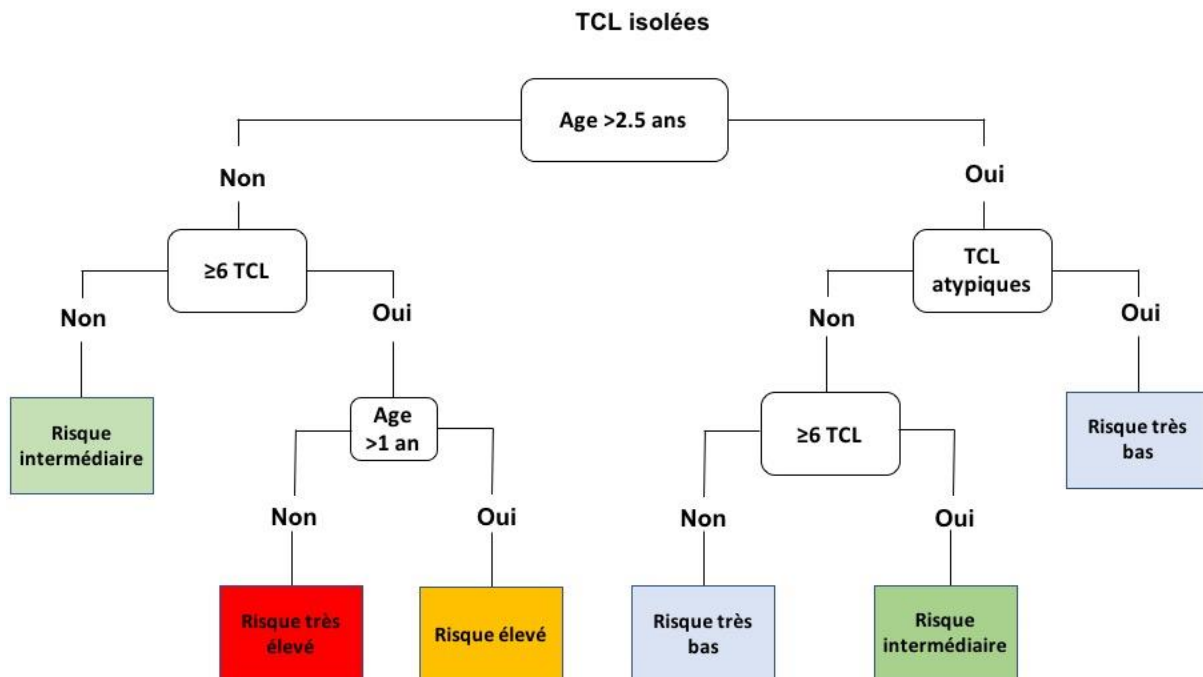 TCL isolées
Age >2.5 ans
Non
Oui
≥6 TCL
TCL
atypiques
Non
Oui
Non
Oui
Risque
intermédiaire
Age
>1 an
≥6 TCL
Risque très
bas
Non
Oui
Non
Oui
Risque très
élevé
Risque élevé
Risque très
bas
Risque
intermédiaire